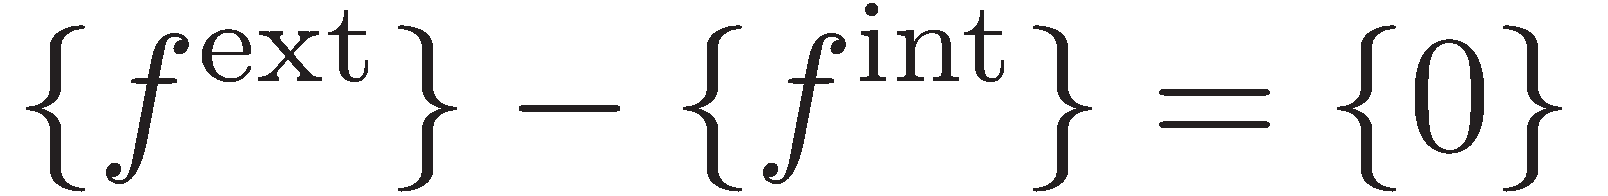 {f^ext} − {f^int} = {0}